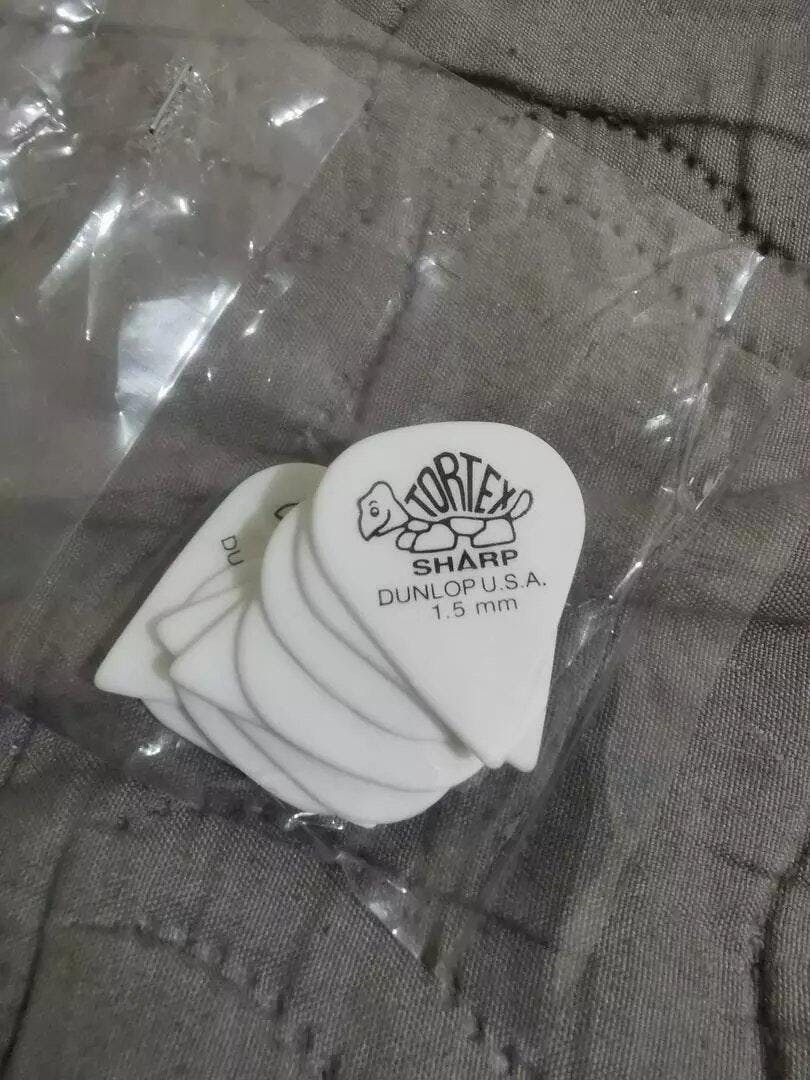 TORTEX
SHARP
DUNLOP U.S.A.
1.5 mm
DU